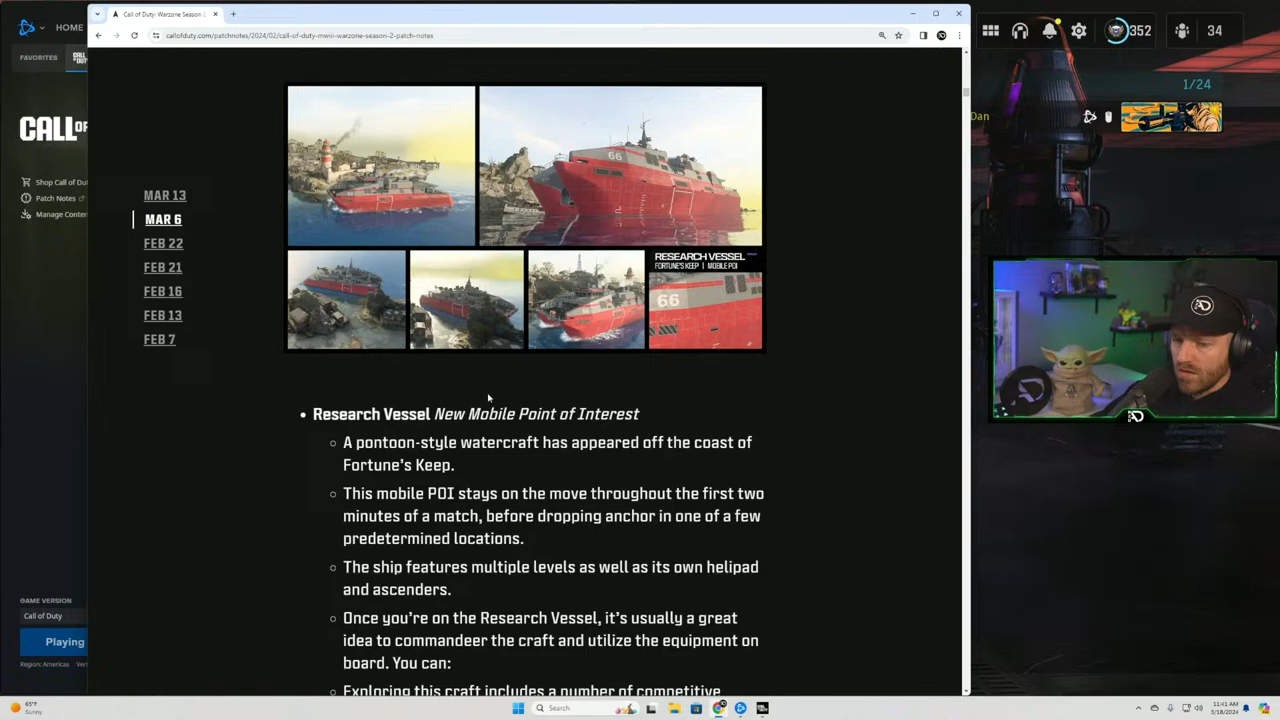 Call of Duty: Warzone Season 2
HOME
callofduty.com/patchnotes/2024/02/call-of-duty-mwiii-warzone-season-2-patch-notes
352
34
FAVORITES
1/24
Dan
CALL OF
Shop Call of Dut
Patch Notes
Manage Conten
MAR 13
MAR 6
FEB 22
FEB 21
FEB 16
FEB 13
FEB 7
66
RESEARCH VESSEL
FORTUNE'S KEEP | MOBILE POI
66
• Research Vessel New Mobile Point of Interest
○ A pontoon-style watercraft has appeared off the coast of
Fortune's Keep.
○ This mobile POI stays on the move throughout the first two
minutes of a match, before dropping anchor in one of a few
predetermined locations.
○ The ship features multiple levels as well as its own helipad
and ascenders.
○ Once you're on the Research Vessel, it's usually a great
idea to commandeer the craft and utilize the equipment on
board. You can:
○ Exploring this craft includes a number of competitive
GAME VERSION
Call of Duty
Playing
Region: Americas
Vers
65°F
Sunny
Search
11:41 AM
3/18/2024